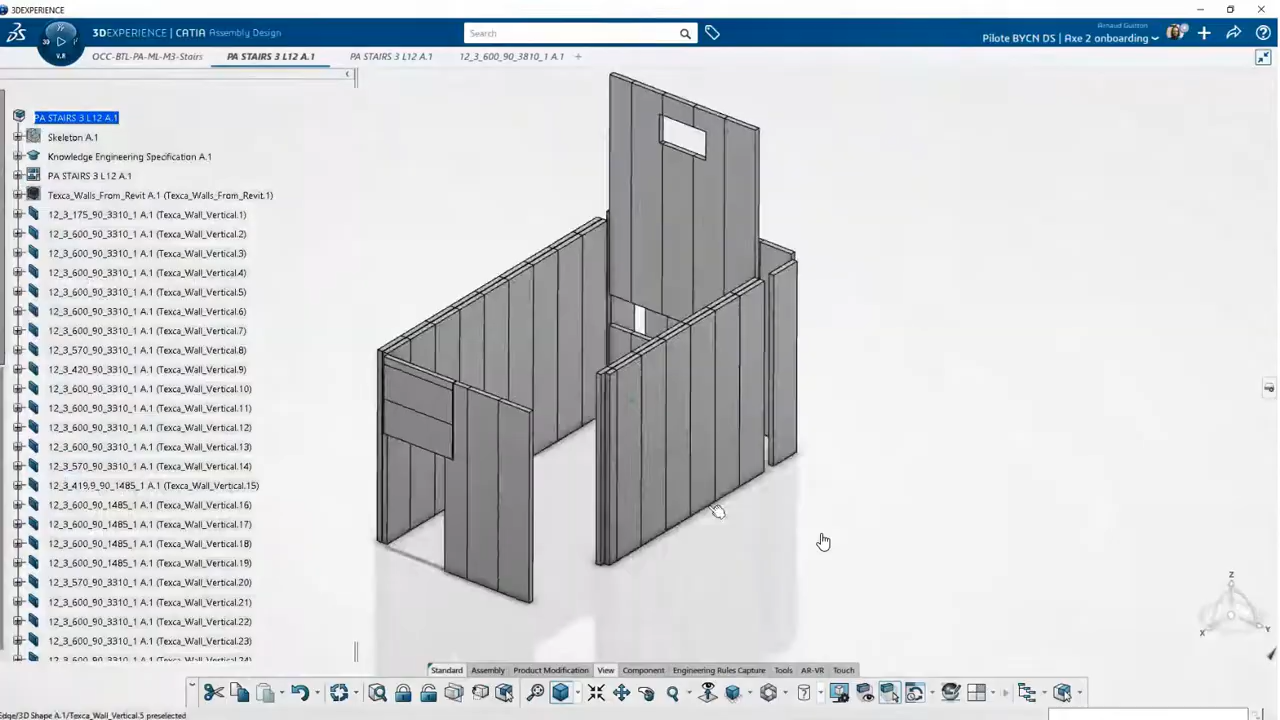 3DEXPERIENCE
3DEXPERIENCE | CATIA Assembly Design
Search
Arnaud Guitton
Pilote BYCN DS | Axe 2 onboarding
3D
V.R
OCC-BTL-PA-ML-M3-Stairs
PA STAIRS 3 L12 A.1
PA STAIRS 3 L12 A.1
12_3_600_90_3810_1 A.1
PA STAIRS 3 L12 A.1
Skeleton A.1
Knowledge Engineering Specification A.1
PA STAIRS 3 L12 A.1
Texca_Walls_From_Revit A.1 (Texca_Walls_From_Revit.1)
12_3_175_90_3310_1 A.1 (Texca_Wall_Vertical.1)
12_3_600_90_3310_1 A.1 (Texca_Wall_Vertical.2)
12_3_600_90_3310_1 A.1 (Texca_Wall_Vertical.3)
12_3_600_90_3310_1 A.1 (Texca_Wall_Vertical.4)
12_3_600_90_3310_1 A.1 (Texca_Wall_Vertical.5)
12_3_600_90_3310_1 A.1 (Texca_Wall_Vertical.6)
12_3_600_90_3310_1 A.1 (Texca_Wall_Vertical.7)
12_3_570_90_3310_1 A.1 (Texca_Wall_Vertical.8)
12_3_420_90_3310_1 A.1 (Texca_Wall_Vertical.9)
12_3_600_90_3310_1 A.1 (Texca_Wall_Vertical.10)
12_3_600_90_3310_1 A.1 (Texca_Wall_Vertical.11)
12_3_600_90_3310_1 A.1 (Texca_Wall_Vertical.12)
12_3_600_90_3310_1 A.1 (Texca_Wall_Vertical.13)
12_3_570_90_3310_1 A.1 (Texca_Wall_Vertical.14)
12_3_419,9_90_1485_1 A.1 (Texca_Wall_Vertical.15)
12_3_600_90_1485_1 A.1 (Texca_Wall_Vertical.16)
12_3_600_90_1485_1 A.1 (Texca_Wall_Vertical.17)
12_3_600_90_1485_1 A.1 (Texca_Wall_Vertical.18)
12_3_600_90_1485_1 A.1 (Texca_Wall_Vertical.19)
12_3_570_90_3310_1 A.1 (Texca_Wall_Vertical.20)
12_3_600_90_3310_1 A.1 (Texca_Wall_Vertical.21)
12_3_600_90_3310_1 A.1 (Texca_Wall_Vertical.22)
12_3_600_90_3310_1 A.1 (Texca_Wall_Vertical.23)
12_3_600_90_3310_1 A.1 (Texca_Wall_Vertical.24)
Z
X
Y
Standard Assembly Product Modification View Component Engineering Rules Capture Tools AR-VR Touch
Edge/3D Shape A.1/Texca_Wall_Vertical.5 preselected